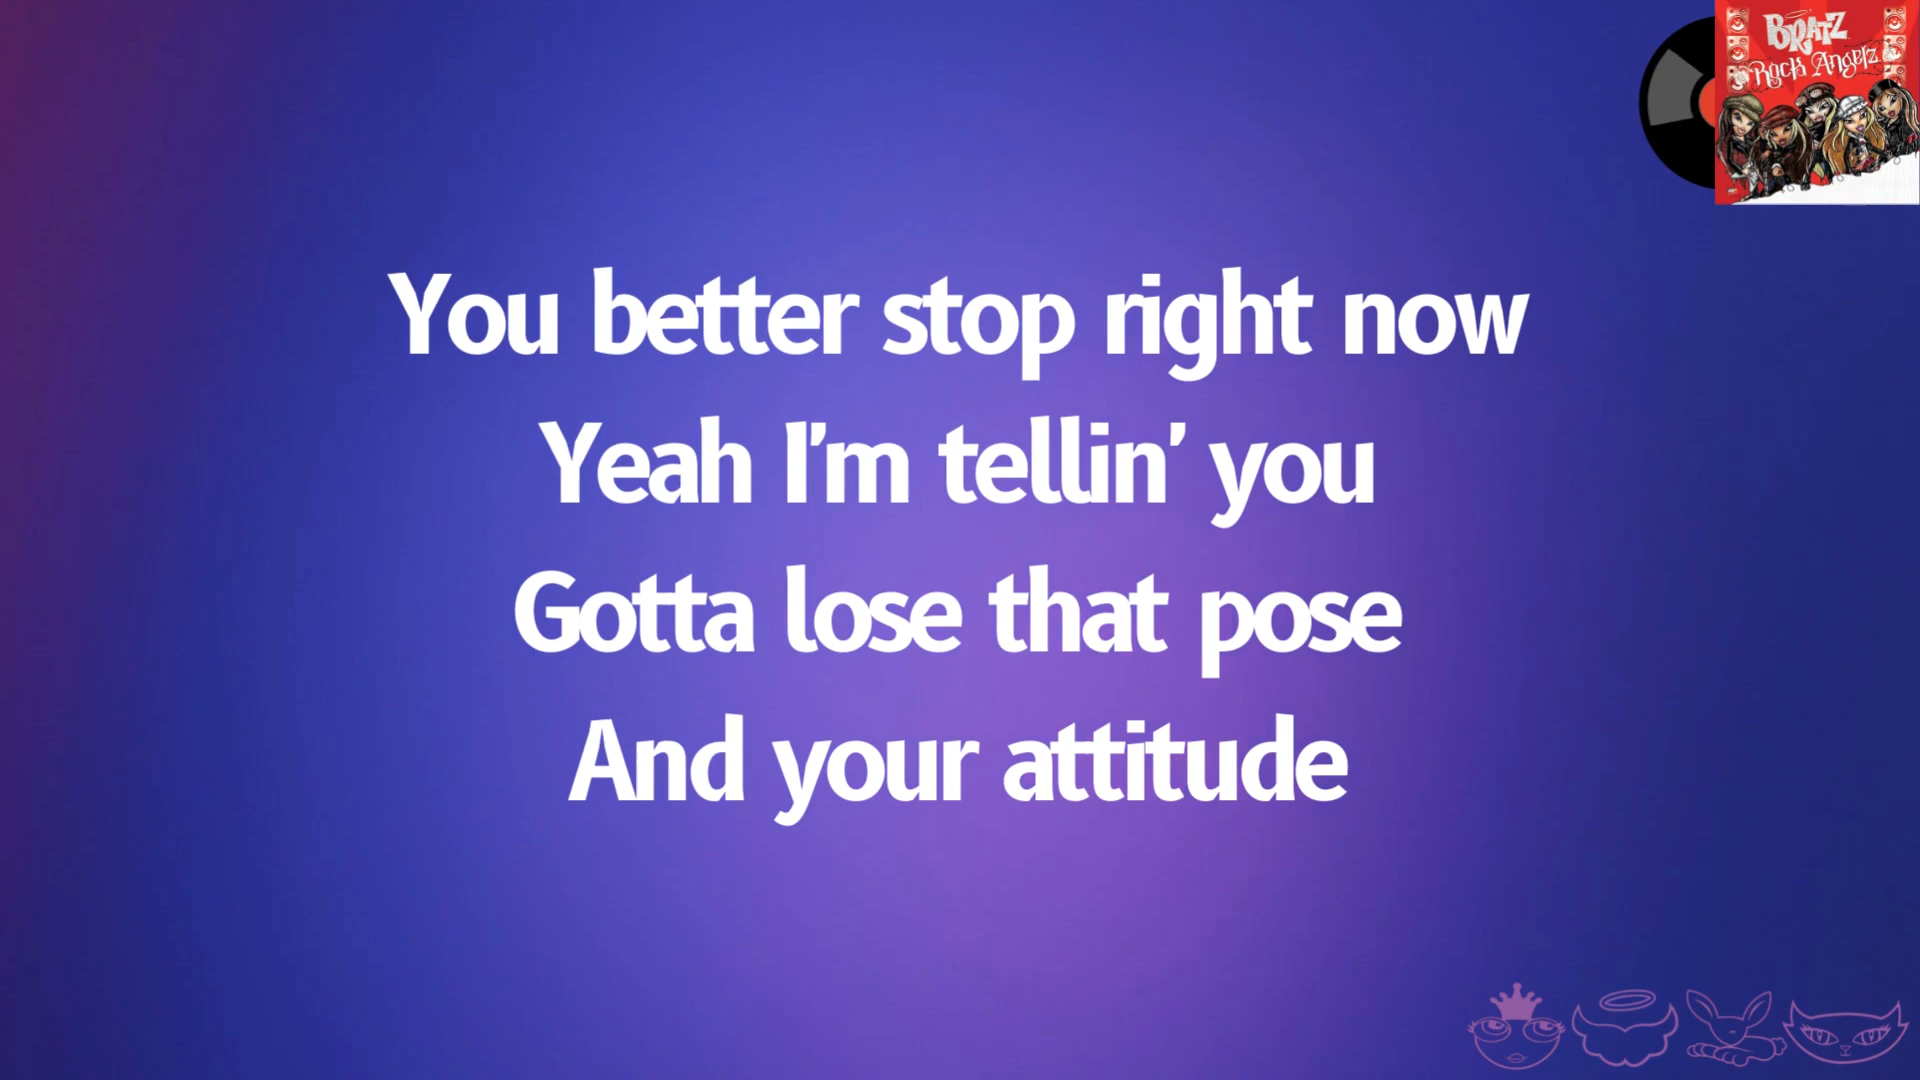 BRATZ
Rock Angelz
You better stop right now
Yeah I'm tellin' you
Gotta lose that pose
And your attitude